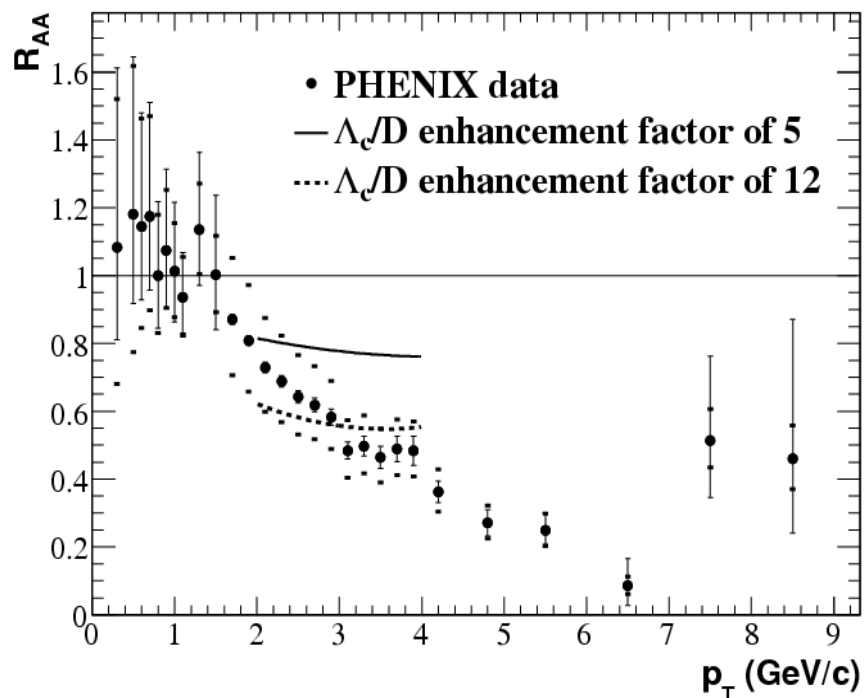 R_AA
1.6
1.4
1.2
1
0.8
0.6
0.4
0.2
0
PHENIX data
Λ_c/D enhancement factor of 5
Λ_c/D enhancement factor of 12
0 1 2 3 4 5 6 7 8 9
p_T (GeV/c)